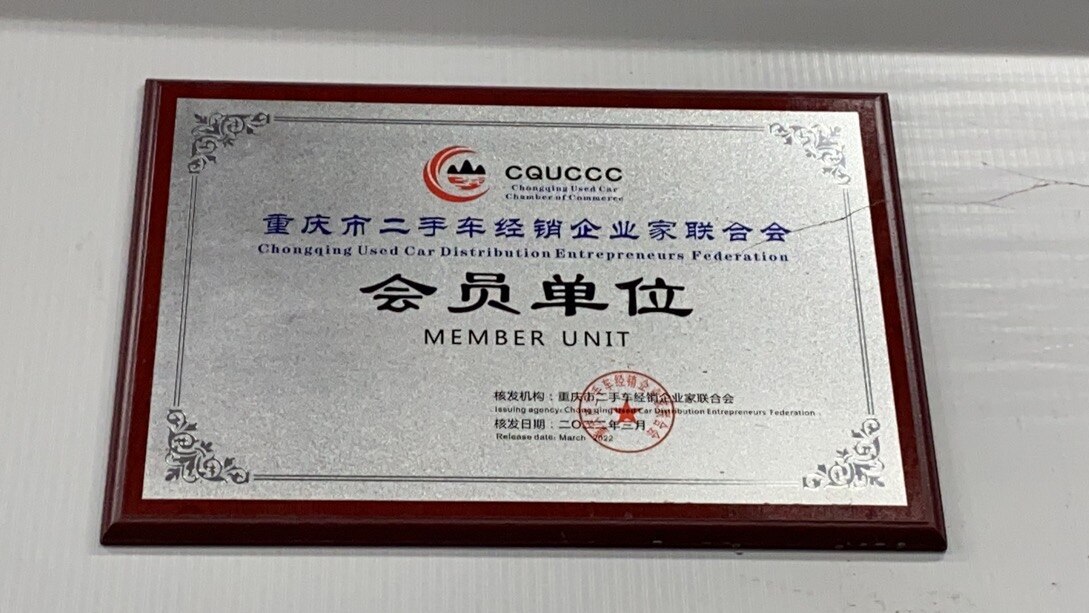 CQUCCC
Chongqing Used Car
Chamber of Commerce
重庆市二手车经销企业家联合会
Chongqing Used Car Distribution Entrepreneurs Federation
会员单位
MEMBER UNIT
核发机构：重庆市二手车经销企业家联合会
Issuing agency: Chongqing Used Car Distribution Entrepreneurs Federation
核发日期：二〇二二年三月
Release date: March 2022